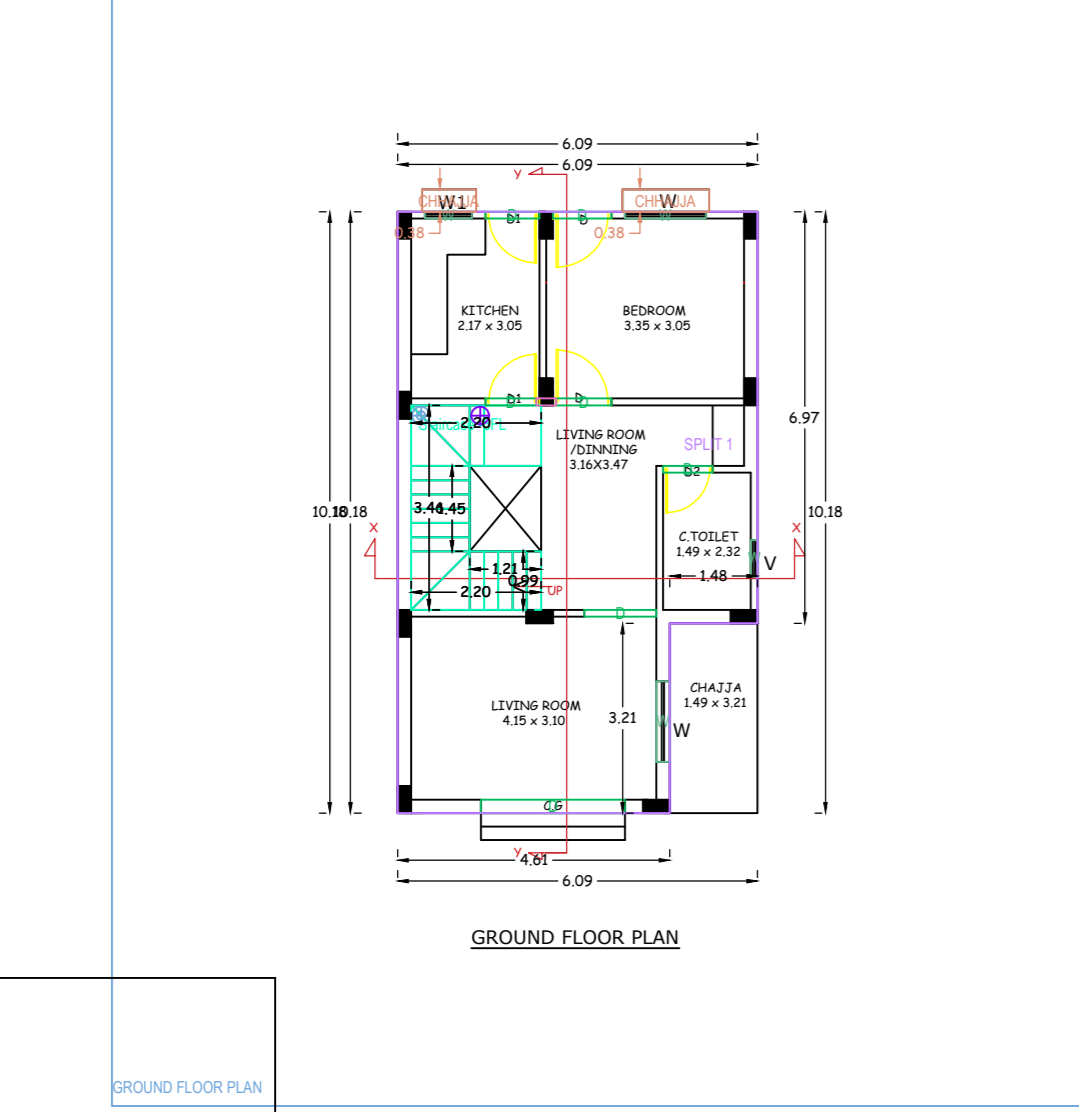 6.09
6.09
Y
CHHAJJA
W1
W
CHHAJJA
W
W
D
D1
D
D
0.38
0.38
KITCHEN
2.17 x 3.05
BEDROOM
3.35 x 3.05
D
D1
D
D
2.20
LIVING ROOM
/DINNING
3.16X3.47
SPLIT 1
6.97
D
D2
3.46
1.45
10.18
10.18
10.18
X
X
C.TOILET
1.49 x 2.32
V
1.21
0.99
1.48
2.20
UP
D
CHAJJA
1.49 x 3.21
LIVING ROOM
4.15 x 3.10
3.21
W
W
C.G
D
Y
4.61
6.09
GROUND FLOOR PLAN
GROUND FLOOR PLAN